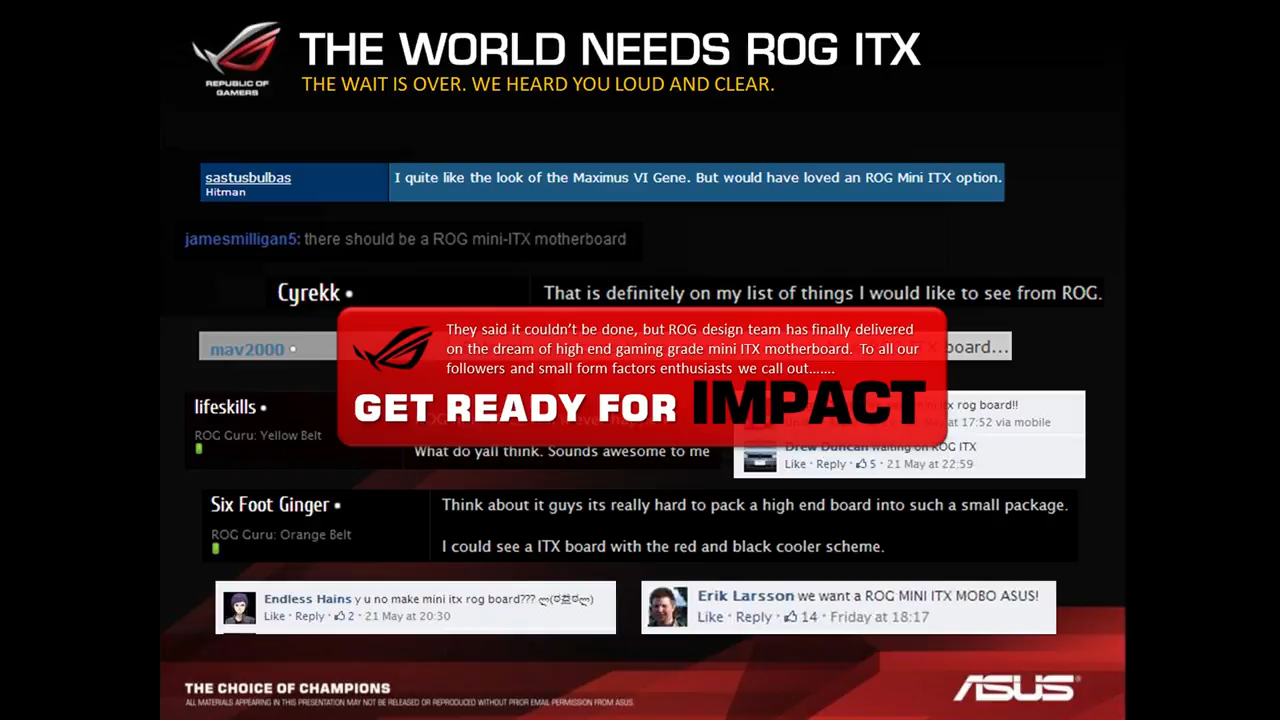 THE WORLD NEEDS ROG ITX
REPUBLIC OF
GAMERS
THE WAIT IS OVER. WE HEARD YOU LOUD AND CLEAR.
sastusbulbas
Hitman
I quite like the look of the Maximus VI Gene. But would have loved an ROG Mini ITX option.
jamesmilligan5: there should be a ROG mini-ITX motherboard
Cyrekk •
That is definitely on my list of things I would like to see from ROG.
They said it couldn't be done, but ROG design team has finally delivered
on the dream of high end gaming grade mini ITX motherboard. To all our
followers and small form factors enthusiasts we call out.......
GET READY FOR IMPACT
mav2000 •
board...
lifeskills •
ROG Guru: Yellow Belt
What do yall think. Sounds awesome to me
rog board!!
May at 17:52 via mobile
Drew Duncan waiting on ROG ITX
Like · Reply · 5 · 21 May at 22:59
Six Foot Ginger •
ROG Guru: Orange Belt
Think about it guys its really hard to pack a high end board into such a small package.
I could see a ITX board with the red and black cooler scheme.
Endless Hains y u no make mini itx rog board??? ლ(ಠ益ಠლ)
Like · Reply · 2 · 21 May at 20:30
Erik Larsson we want a ROG MINI ITX MOBO ASUS!
Like · Reply · 14 · Friday at 18:17
THE CHOICE OF CHAMPIONS
ALL MATERIALS APPEARING IN THIS PRESENTATION MAY NOT BE RELEASED OR REPRODUCED WITHOUT PRIOR EMAIL PERMISSION FROM ASUS.
ASUS